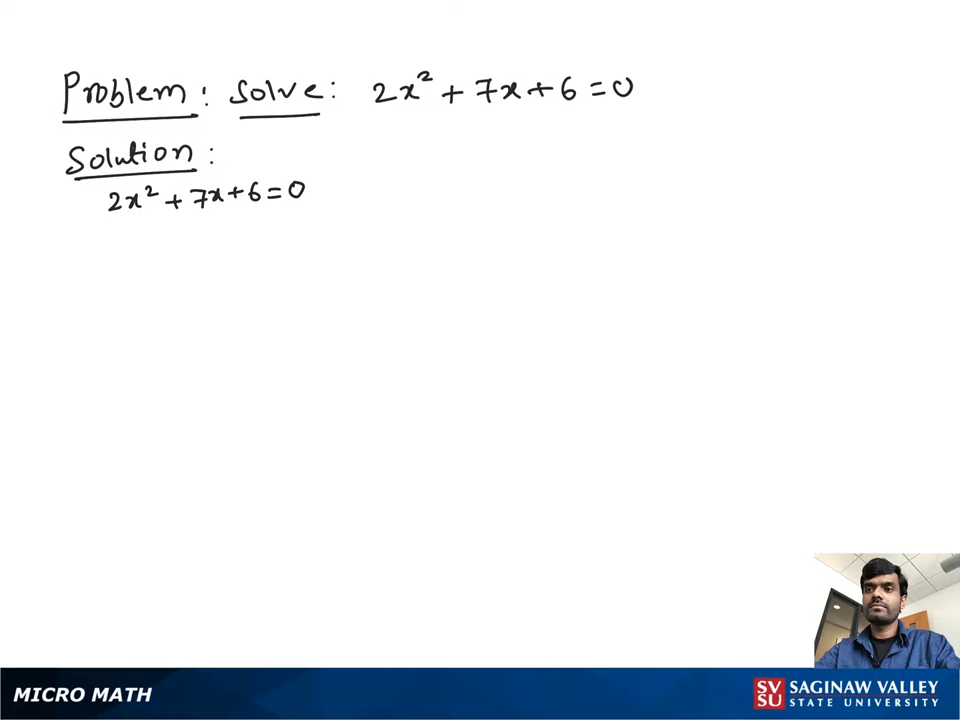 Problem: Solve: 2x² + 7x + 6 = 0
Solution:
2x² + 7x + 6 = 0
MICRO MATH
SV
SU
SAGINAW VALLEY
STATE UNIVERSITY